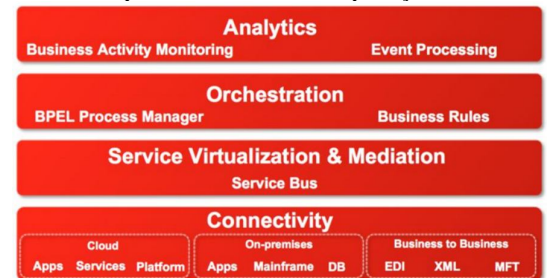 Analytics
Business Activity Monitoring Event Processing
Orchestration
BPEL Process Manager Business Rules
Service Virtualization & Mediation
Service Bus
Connectivity
Cloud On-premises Business to Business
Apps Services Platform Apps Mainframe DB EDI XML MFT